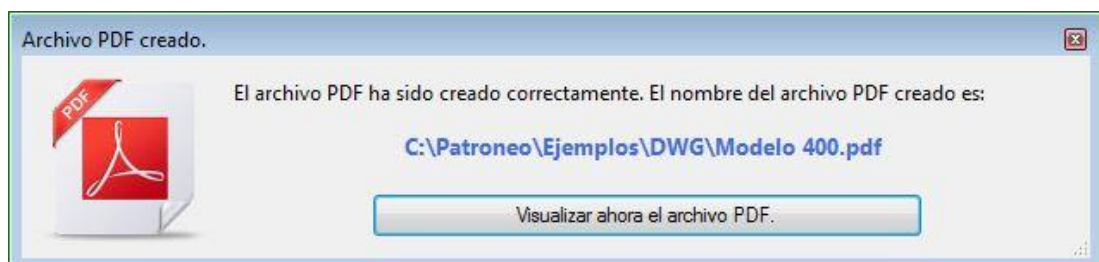 Archivo PDF creado.
PDF
El archivo PDF ha sido creado correctamente. El nombre del archivo PDF creado es:
C:\Patroneo\Ejemplos\DWG\Modelo 400.pdf
Visualizar ahora el archivo PDF.